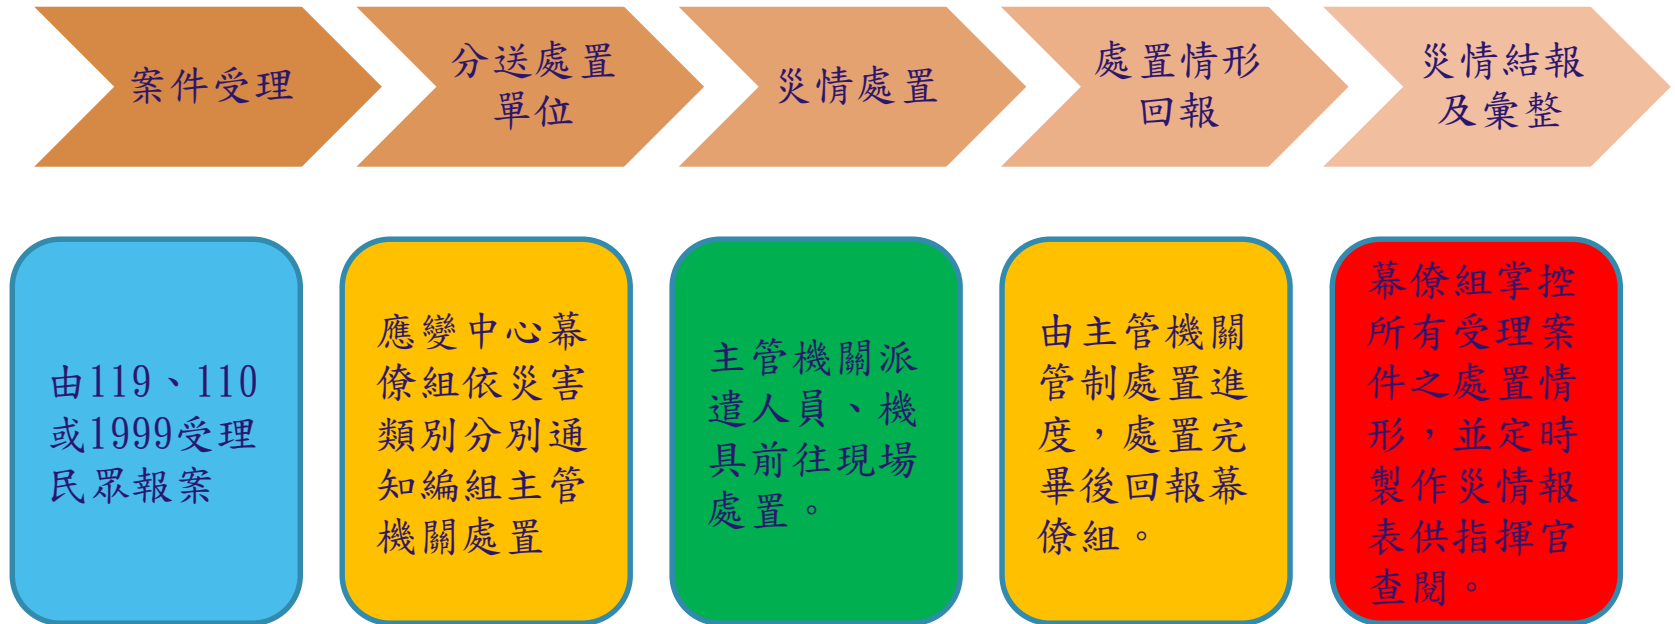 案件受理
分送處置
單位
災情處置
處置情形
回報
災情結報
及彙整
由119、110
或1999受理
民眾報案
應變中心幕
僚組依災害
類別分別通
知編組主管
機關處置
主管機關派
遣人員、機
具前往現場
處置。
由主管機關
管制處置進
度，處置完
畢後回報幕
僚組。
幕僚組掌控
所有受理案
件之處置情
形，並定時
製作災情報
表供指揮官
查閱。